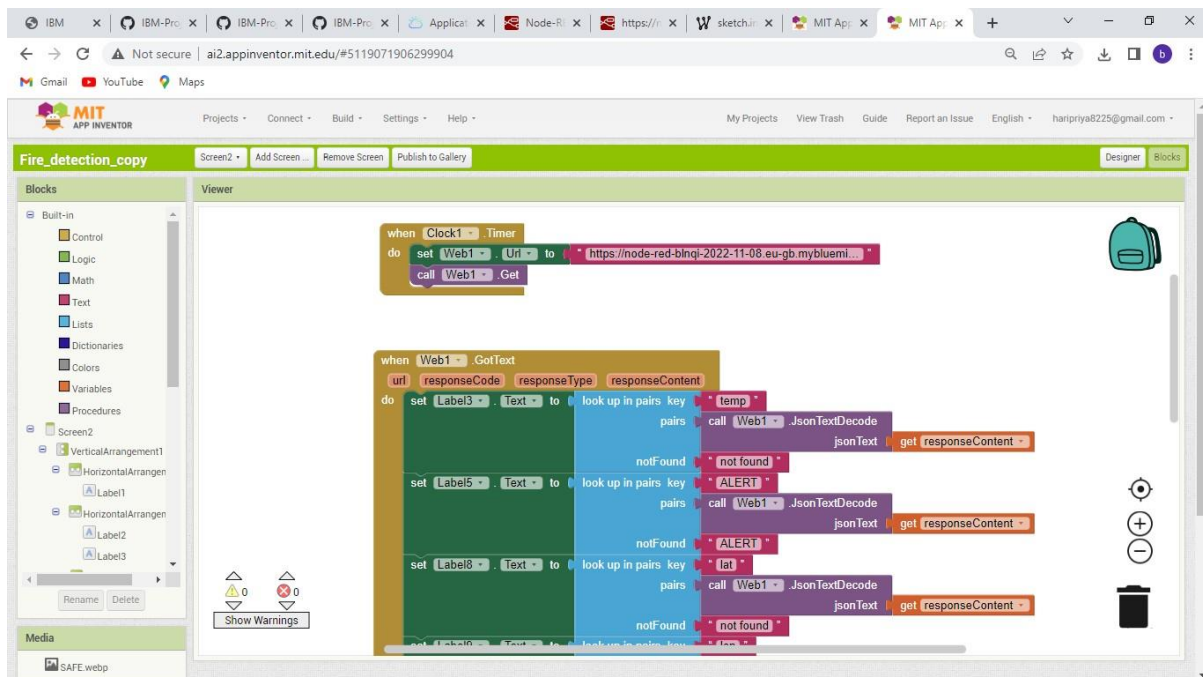 IBM
IBM-Pro
IBM-Pro
IBM-Pro
Applicat
Node-R
https://
sketch.i
MIT App
MIT App
Not secure | ai2.appinventor.mit.edu/#5119071906299904
b
Gmail YouTube Maps
MIT
APP INVENTOR
Projects Connect Build Settings Help My Projects View Trash Guide Report an Issue English haripriya8225@gmail.com
Fire_detection_copy Screen2 Add Screen ... Remove Screen Publish to Gallery Designer Blocks
Blocks
Viewer
Built-in
Control
Logic
Math
Text
Lists
Dictionaries
Colors
Variables
Procedures
Screen2
VerticalArrangement1
HorizontalArrangen
Label1
HorizontalArrangen
Label2
Label3
Rename Delete
Media
SAFE.webp
when Clock1 .Timer
do set Web1 . Url to " https://node-red-blnqi-2022-11-08.eu-gb.mybluemi... "
call Web1 .Get
when Web1 .GotText
url responseCode responseType responseContent
do set Label3 . Text to look up in pairs key " temp "
pairs call Web1 .JsonTextDecode
jsonText get responseContent
notFound " not found "
set Label5 . Text to look up in pairs key " ALERT "
pairs call Web1 .JsonTextDecode
jsonText get responseContent
notFound " ALERT "
set Label8 . Text to look up in pairs key " lat "
pairs call Web1 .JsonTextDecode
jsonText get responseContent
notFound " not found "
set Label9 . Text to look up in pairs key
0 0
Show Warnings